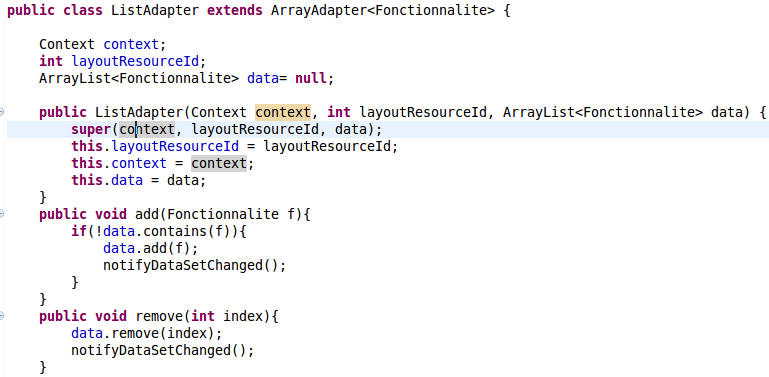 public class ListAdapter extends ArrayAdapter<Fonctionnalite> {
Context context;
int layoutResourceId;
ArrayList<Fonctionnalite> data= null;
public ListAdapter(Context context, int layoutResourceId, ArrayList<Fonctionnalite> data) {
super(context, layoutResourceId, data);
this.layoutResourceId = layoutResourceId;
this.context = context;
this.data = data;
}
public void add(Fonctionnalite f){
if(!data.contains(f)){
data.add(f);
notifyDataSetChanged();
}
}
public void remove(int index){
data.remove(index);
notifyDataSetChanged();
}